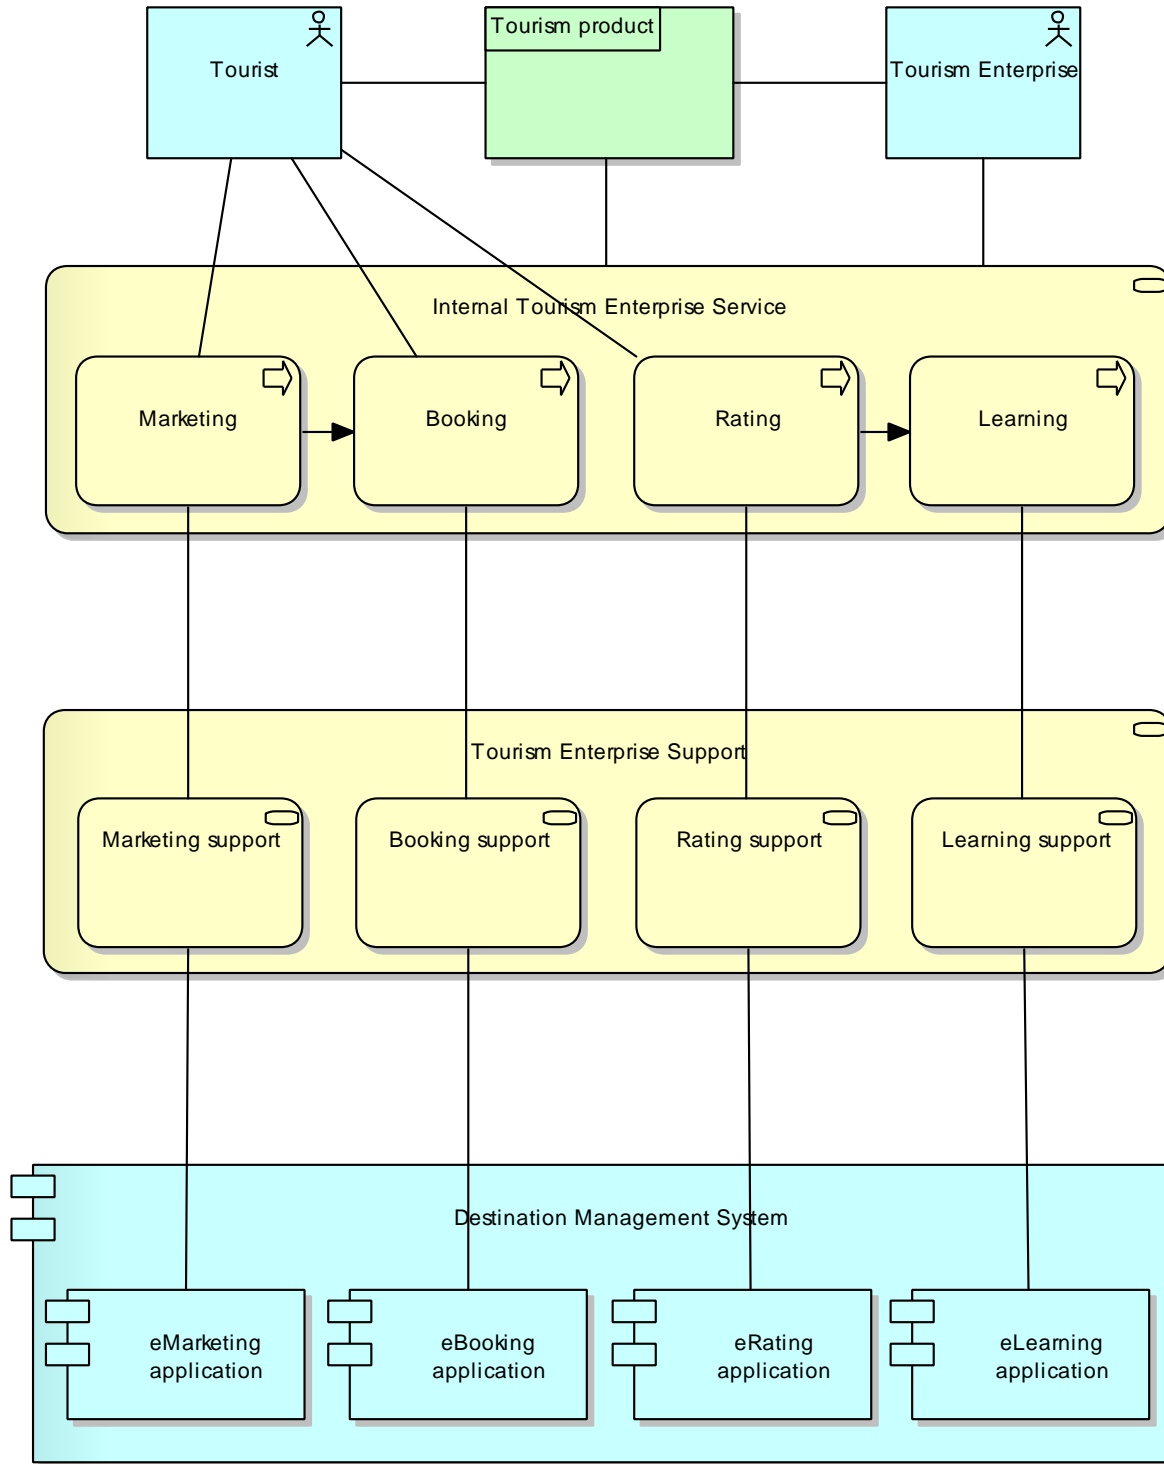 Tourist
Tourism product
Tourism Enterprise
Internal Tourism Enterprise Service
Marketing
Booking
Rating
Learning
Tourism Enterprise Support
Marketing support
Booking support
Rating support
Learning support
Destination Management System
eMarketing
application
eBooking
application
eRating
application
eLearning
application